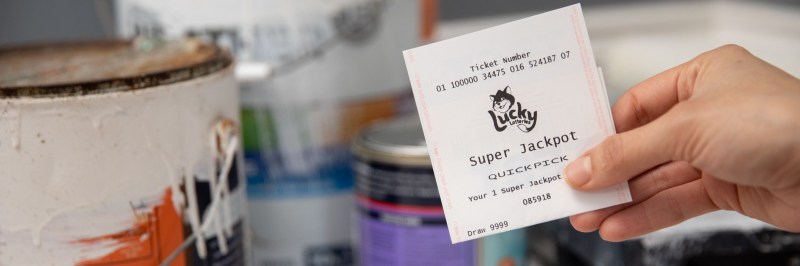 Ticket Number
01 100000 34475 016 524187 07
Lucky
Lotteries
Super Jackpot
QUICKPICK
Your 1 Super Jackpot
085918
Draw 9999